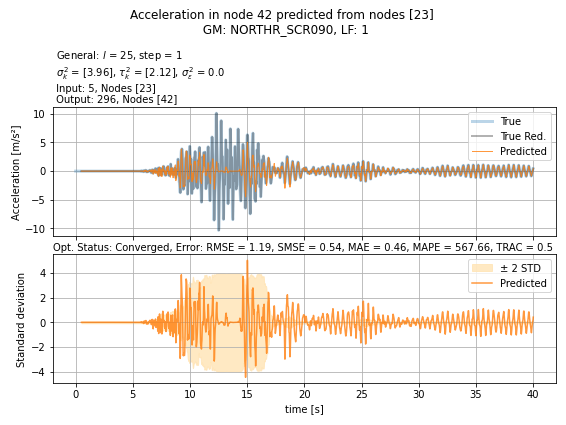 Acceleration in node 42 predicted from nodes [23]
GM: NORTHR_SCR090, LF: 1
General: l = 25, step = 1
σ²ₖ = [3.96], τ²ₖ = [2.12], σ²ε = 0.0
Input: 5, Nodes [23]
Output: 296, Nodes [42]
Acceleration [m/s²]
10
5
0
−5
−10
True
True Red.
Predicted
Opt. Status: Converged, Error: RMSE = 1.19, SMSE = 0.54, MAE = 0.46, MAPE = 567.66, TRAC = 0.5
Standard deviation
4
2
0
−2
−4
± 2 STD
Predicted
0 5 10 15 20 25 30 35 40
time [s]